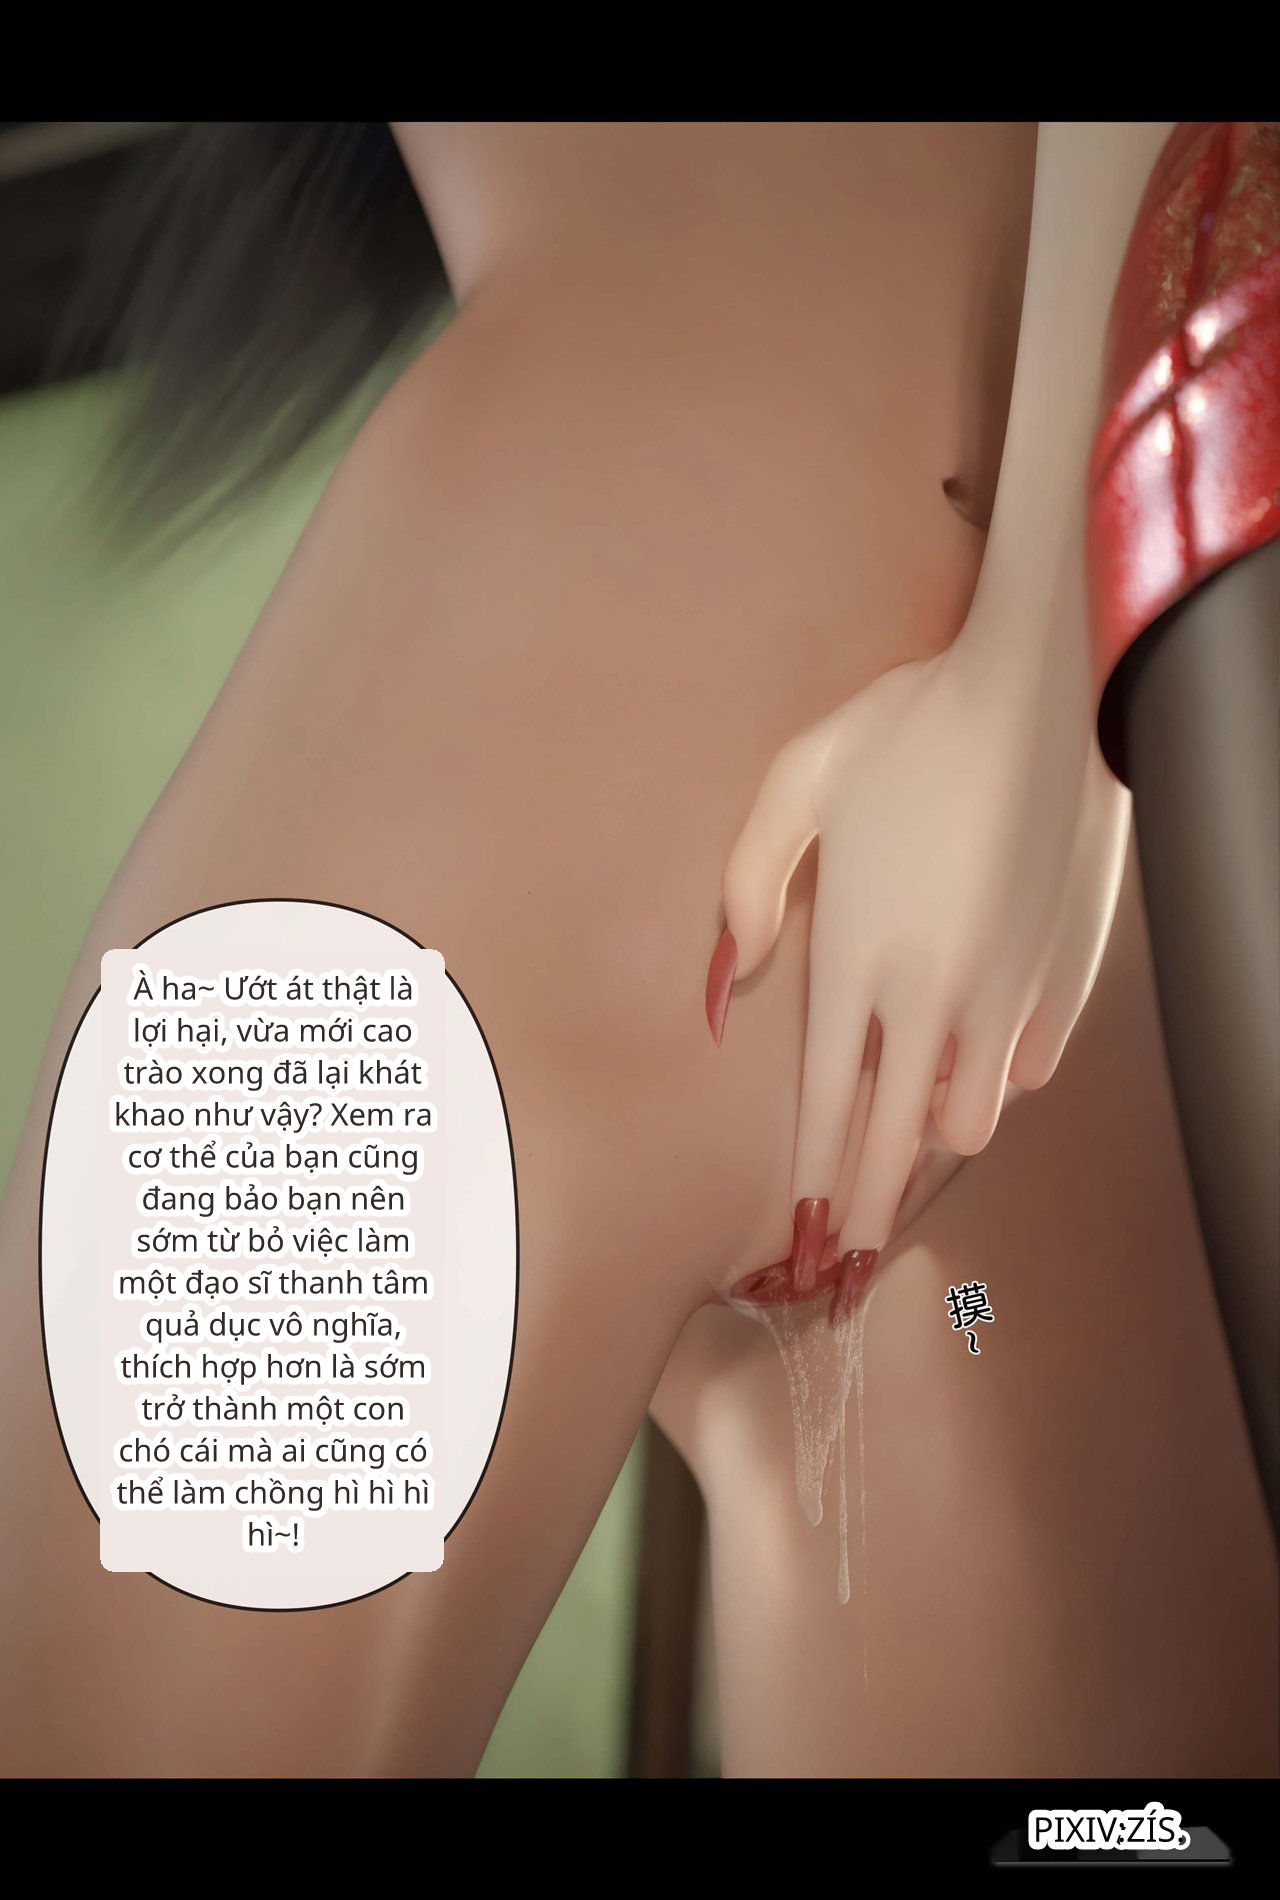 À ha~ Ướt át thật là
lợi hại, vừa mới cao
trào xong đã lại khát
khao như vậy? Xem ra
cơ thể của bạn cũng
đang bảo bạn nên
sớm từ bỏ việc làm
một đạo sĩ thanh tâm
quả dục vô nghĩa,
thích hợp hơn là sớm
trở thành một con
chó cái mà ai cũng có
thể làm chồng hì hì hì
hì~!
摸~
PIXIV:ZÍS.